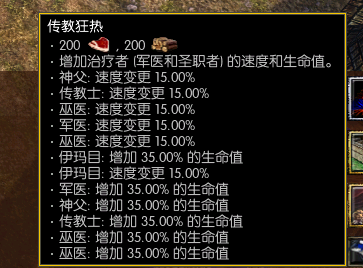 传教狂热
· 200 , 200
· 增加治疗者 (军医和圣职者) 的速度和生命值。
· 神父: 速度变更 15.00%
· 传教士: 速度变更 15.00%
· 巫医: 速度变更 15.00%
· 军医: 速度变更 15.00%
· 巫医: 速度变更 15.00%
· 伊玛目: 增加 35.00% 的生命值
· 伊玛目: 速度变更 15.00%
· 军医: 增加 35.00% 的生命值
· 神父: 增加 35.00% 的生命值
· 传教士: 增加 35.00% 的生命值
· 巫医: 增加 35.00% 的生命值
· 巫医: 增加 35.00% 的生命值